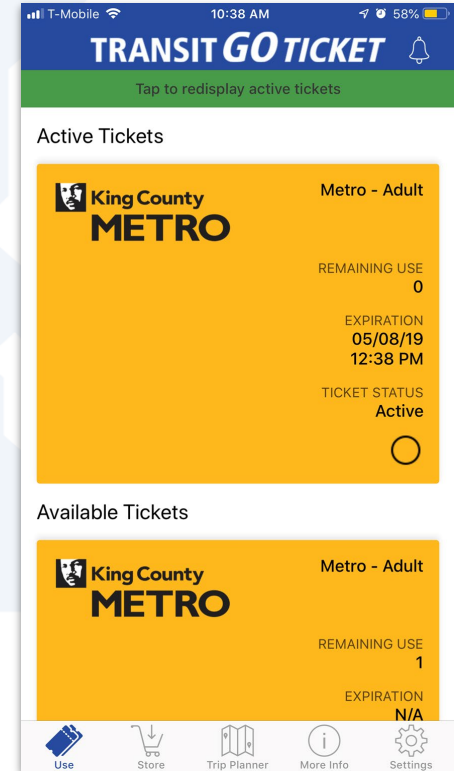 T-Mobile 10:38 AM 58%
TRANSIT GO TICKET
Tap to redisplay active tickets
Active Tickets
King County
METRO
Metro - Adult
REMAINING USE
0
EXPIRATION
05/08/19
12:38 PM
TICKET STATUS
Active
Available Tickets
King County
METRO
Metro - Adult
REMAINING USE
1
EXPIRATION
N/A
Use Store Trip Planner More Info Settings